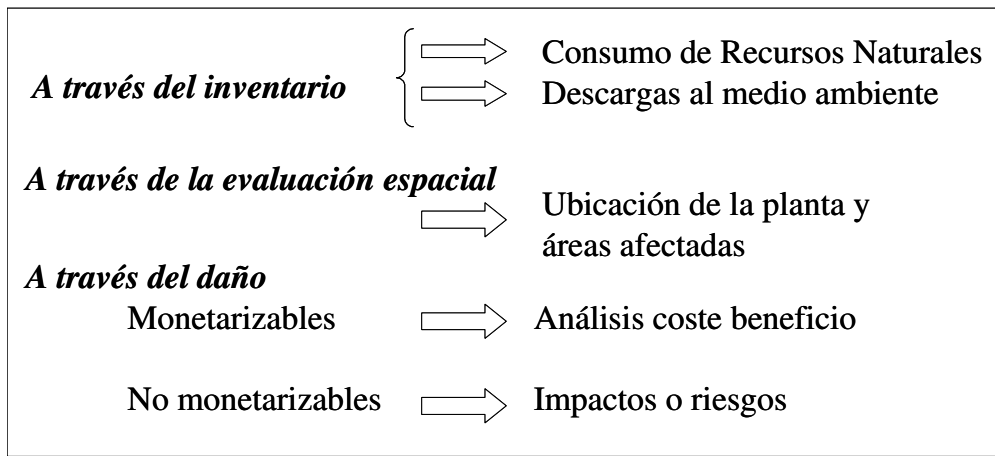 A través del inventario
Consumo de Recursos Naturales
Descargas al medio ambiente
A través de la evaluación espacial
Ubicación de la planta y
áreas afectadas
A través del daño
Monetarizables
Análisis coste beneficio
No monetarizables
Impactos o riesgos